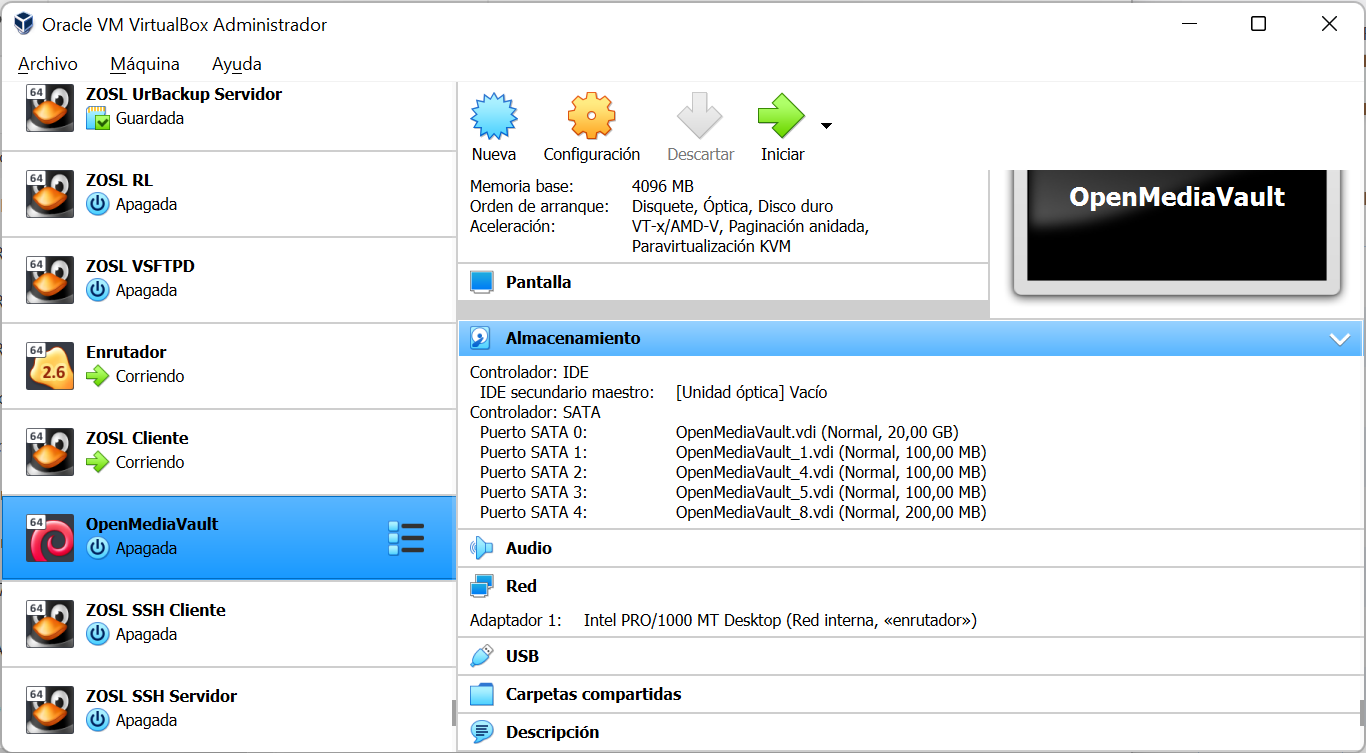 Oracle VM VirtualBox Administrador
Archivo Máquina Ayuda
64
ZOSL UrBackup Servidor
Guardada
64
ZOSL RL
Apagada
64
ZOSL VSFTPD
Apagada
64
2.6
Enrutador
Corriendo
64
ZOSL Cliente
Corriendo
64
OpenMediaVault
Apagada
64
ZOSL SSH Cliente
Apagada
64
ZOSL SSH Servidor
Apagada
Nueva Configuración Descartar Iniciar
Memoria base: 4096 MB
Orden de arranque: Disquete, Óptica, Disco duro
Aceleración: VT-x/AMD-V, Paginación anidada,
Paravirtualización KVM
OpenMediaVault
Pantalla
Almacenamiento
Controlador: IDE
IDE secundario maestro: [Unidad óptica] Vacío
Controlador: SATA
Puerto SATA 0: OpenMediaVault.vdi (Normal, 20,00 GB)
Puerto SATA 1: OpenMediaVault_1.vdi (Normal, 100,00 MB)
Puerto SATA 2: OpenMediaVault_4.vdi (Normal, 100,00 MB)
Puerto SATA 3: OpenMediaVault_5.vdi (Normal, 100,00 MB)
Puerto SATA 4: OpenMediaVault_8.vdi (Normal, 200,00 MB)
Audio
Red
Adaptador 1: Intel PRO/1000 MT Desktop (Red interna, «enrutador»)
USB
Carpetas compartidas
Descripción